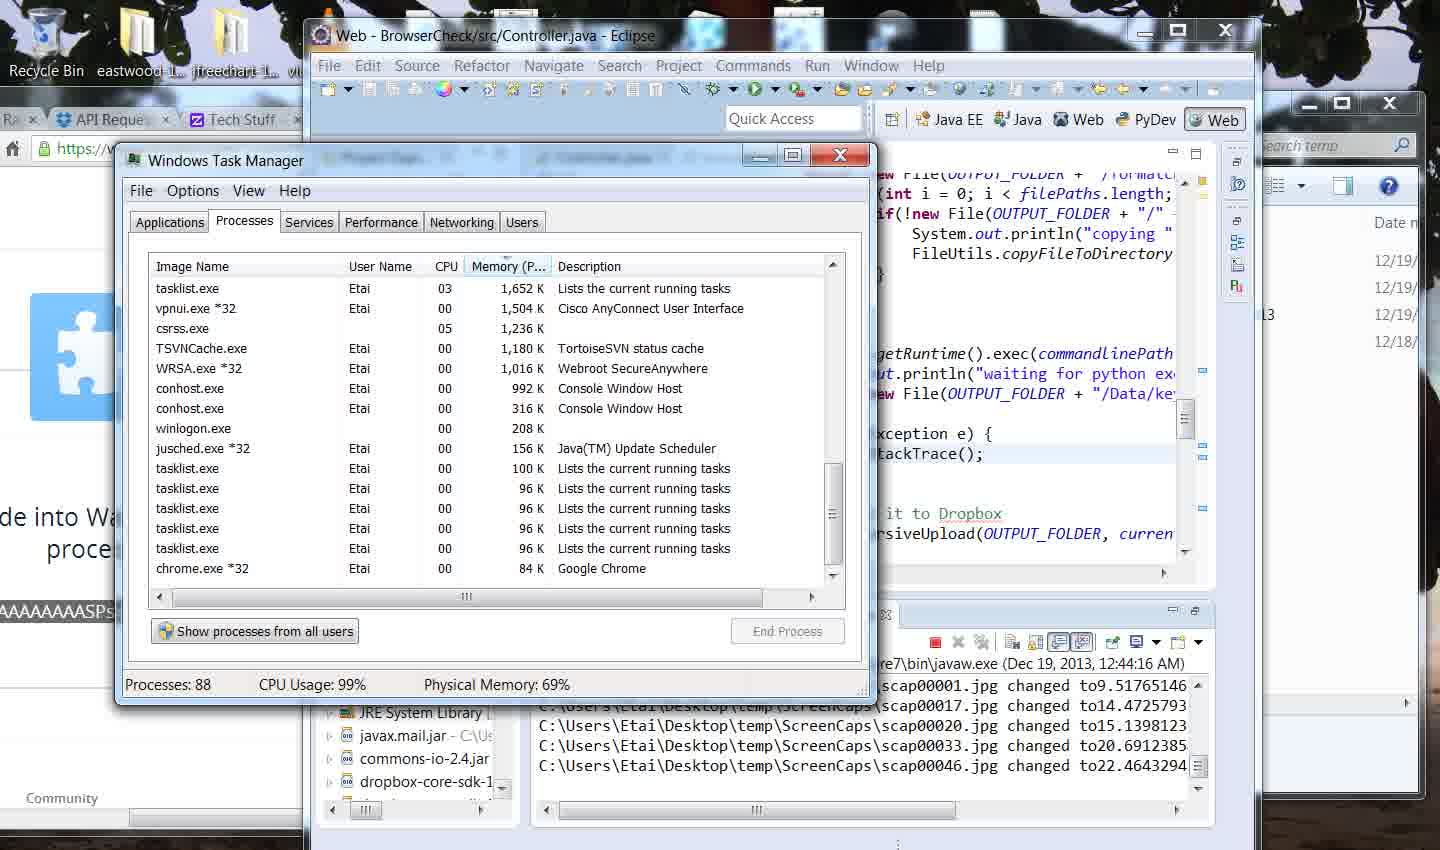 Recycle Bin
eastwood-1...
jfreechart-1...
Web - BrowserCheck/src/Controller.java - Eclipse
File Edit Source Refactor Navigate Search Project Commands Run Window Help
Quick Access
Java EE Java Web PyDev Web
API Reque
Tech Stuff
https://w
Search temp
Windows Task Manager
File Options View Help
Applications Processes Services Performance Networking Users
Image Name User Name CPU Memory (P... Description
tasklist.exe Etai 03 1,652 K Lists the current running tasks
vpnui.exe *32 Etai 00 1,504 K Cisco AnyConnect User Interface
csrss.exe 05 1,236 K
TSVNCache.exe Etai 00 1,180 K TortoiseSVN status cache
WRSA.exe *32 Etai 00 1,016 K Webroot SecureAnywhere
conhost.exe Etai 00 992 K Console Window Host
conhost.exe Etai 00 316 K Console Window Host
winlogon.exe 00 208 K
jusched.exe *32 Etai 00 156 K Java(TM) Update Scheduler
tasklist.exe Etai 00 100 K Lists the current running tasks
tasklist.exe Etai 00 96 K Lists the current running tasks
tasklist.exe Etai 00 96 K Lists the current running tasks
tasklist.exe Etai 00 96 K Lists the current running tasks
tasklist.exe Etai 00 96 K Lists the current running tasks
chrome.exe *32 Etai 00 84 K Google Chrome
Show processes from all users
End Process
Processes: 88 CPU Usage: 99% Physical Memory: 69%
ew File(OUTPUT_FOLDER + "/formatt
(int i = 0; i < filePaths.length;
if(!new File(OUTPUT_FOLDER + "/" +
System.out.println("copying "
FileUtils.copyFileToDirectory
}
getRuntime().exec(commandlinePath
ut.println("waiting for python exe
ew File(OUTPUT_FOLDER + "/Data/key
xception e) {
tackTrace();
it to Dropbox
rsiveUpload(OUTPUT_FOLDER, curren
Date n
12/19/
12/19/
13 12/19/
12/18/
de into Wa
proce
AAAAAAAASPs
Community
re7\bin\javaw.exe (Dec 19, 2013, 12:44:16 AM)
scap00001.jpg changed to9.51765146
C:\Users\Etai\Desktop\temp\ScreenCaps\scap00017.jpg changed to14.4725793
C:\Users\Etai\Desktop\temp\ScreenCaps\scap00020.jpg changed to15.1398123
C:\Users\Etai\Desktop\temp\ScreenCaps\scap00033.jpg changed to20.6912385
C:\Users\Etai\Desktop\temp\ScreenCaps\scap00046.jpg changed to22.4643294
JRE System Library [
javax.mail.jar - C:\Us
commons-io-2.4.jar
dropbox-core-sdk-1